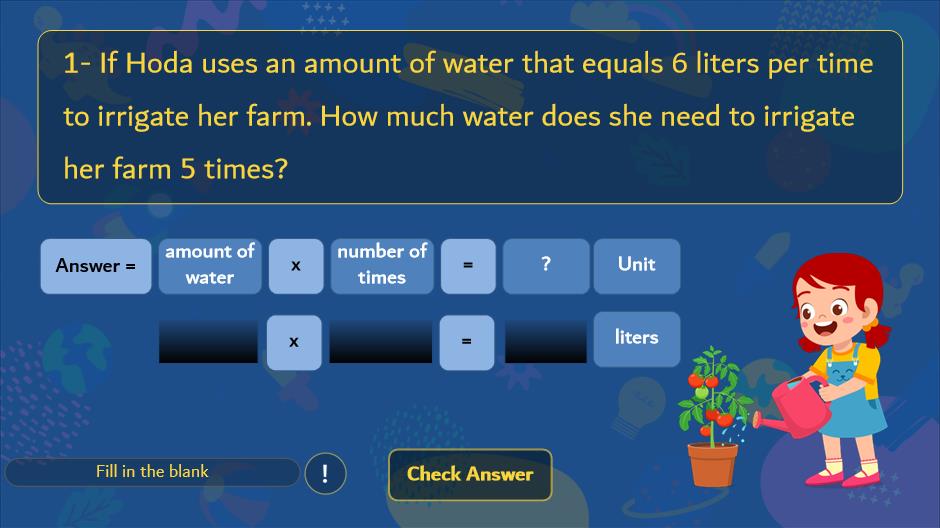 1- If Hoda uses an amount of water that equals 6 liters per time
to irrigate her farm. How much water does she need to irrigate
her farm 5 times?
Answer = amount of water x number of times = ? Unit
x = liters
Fill in the blank ! Check Answer